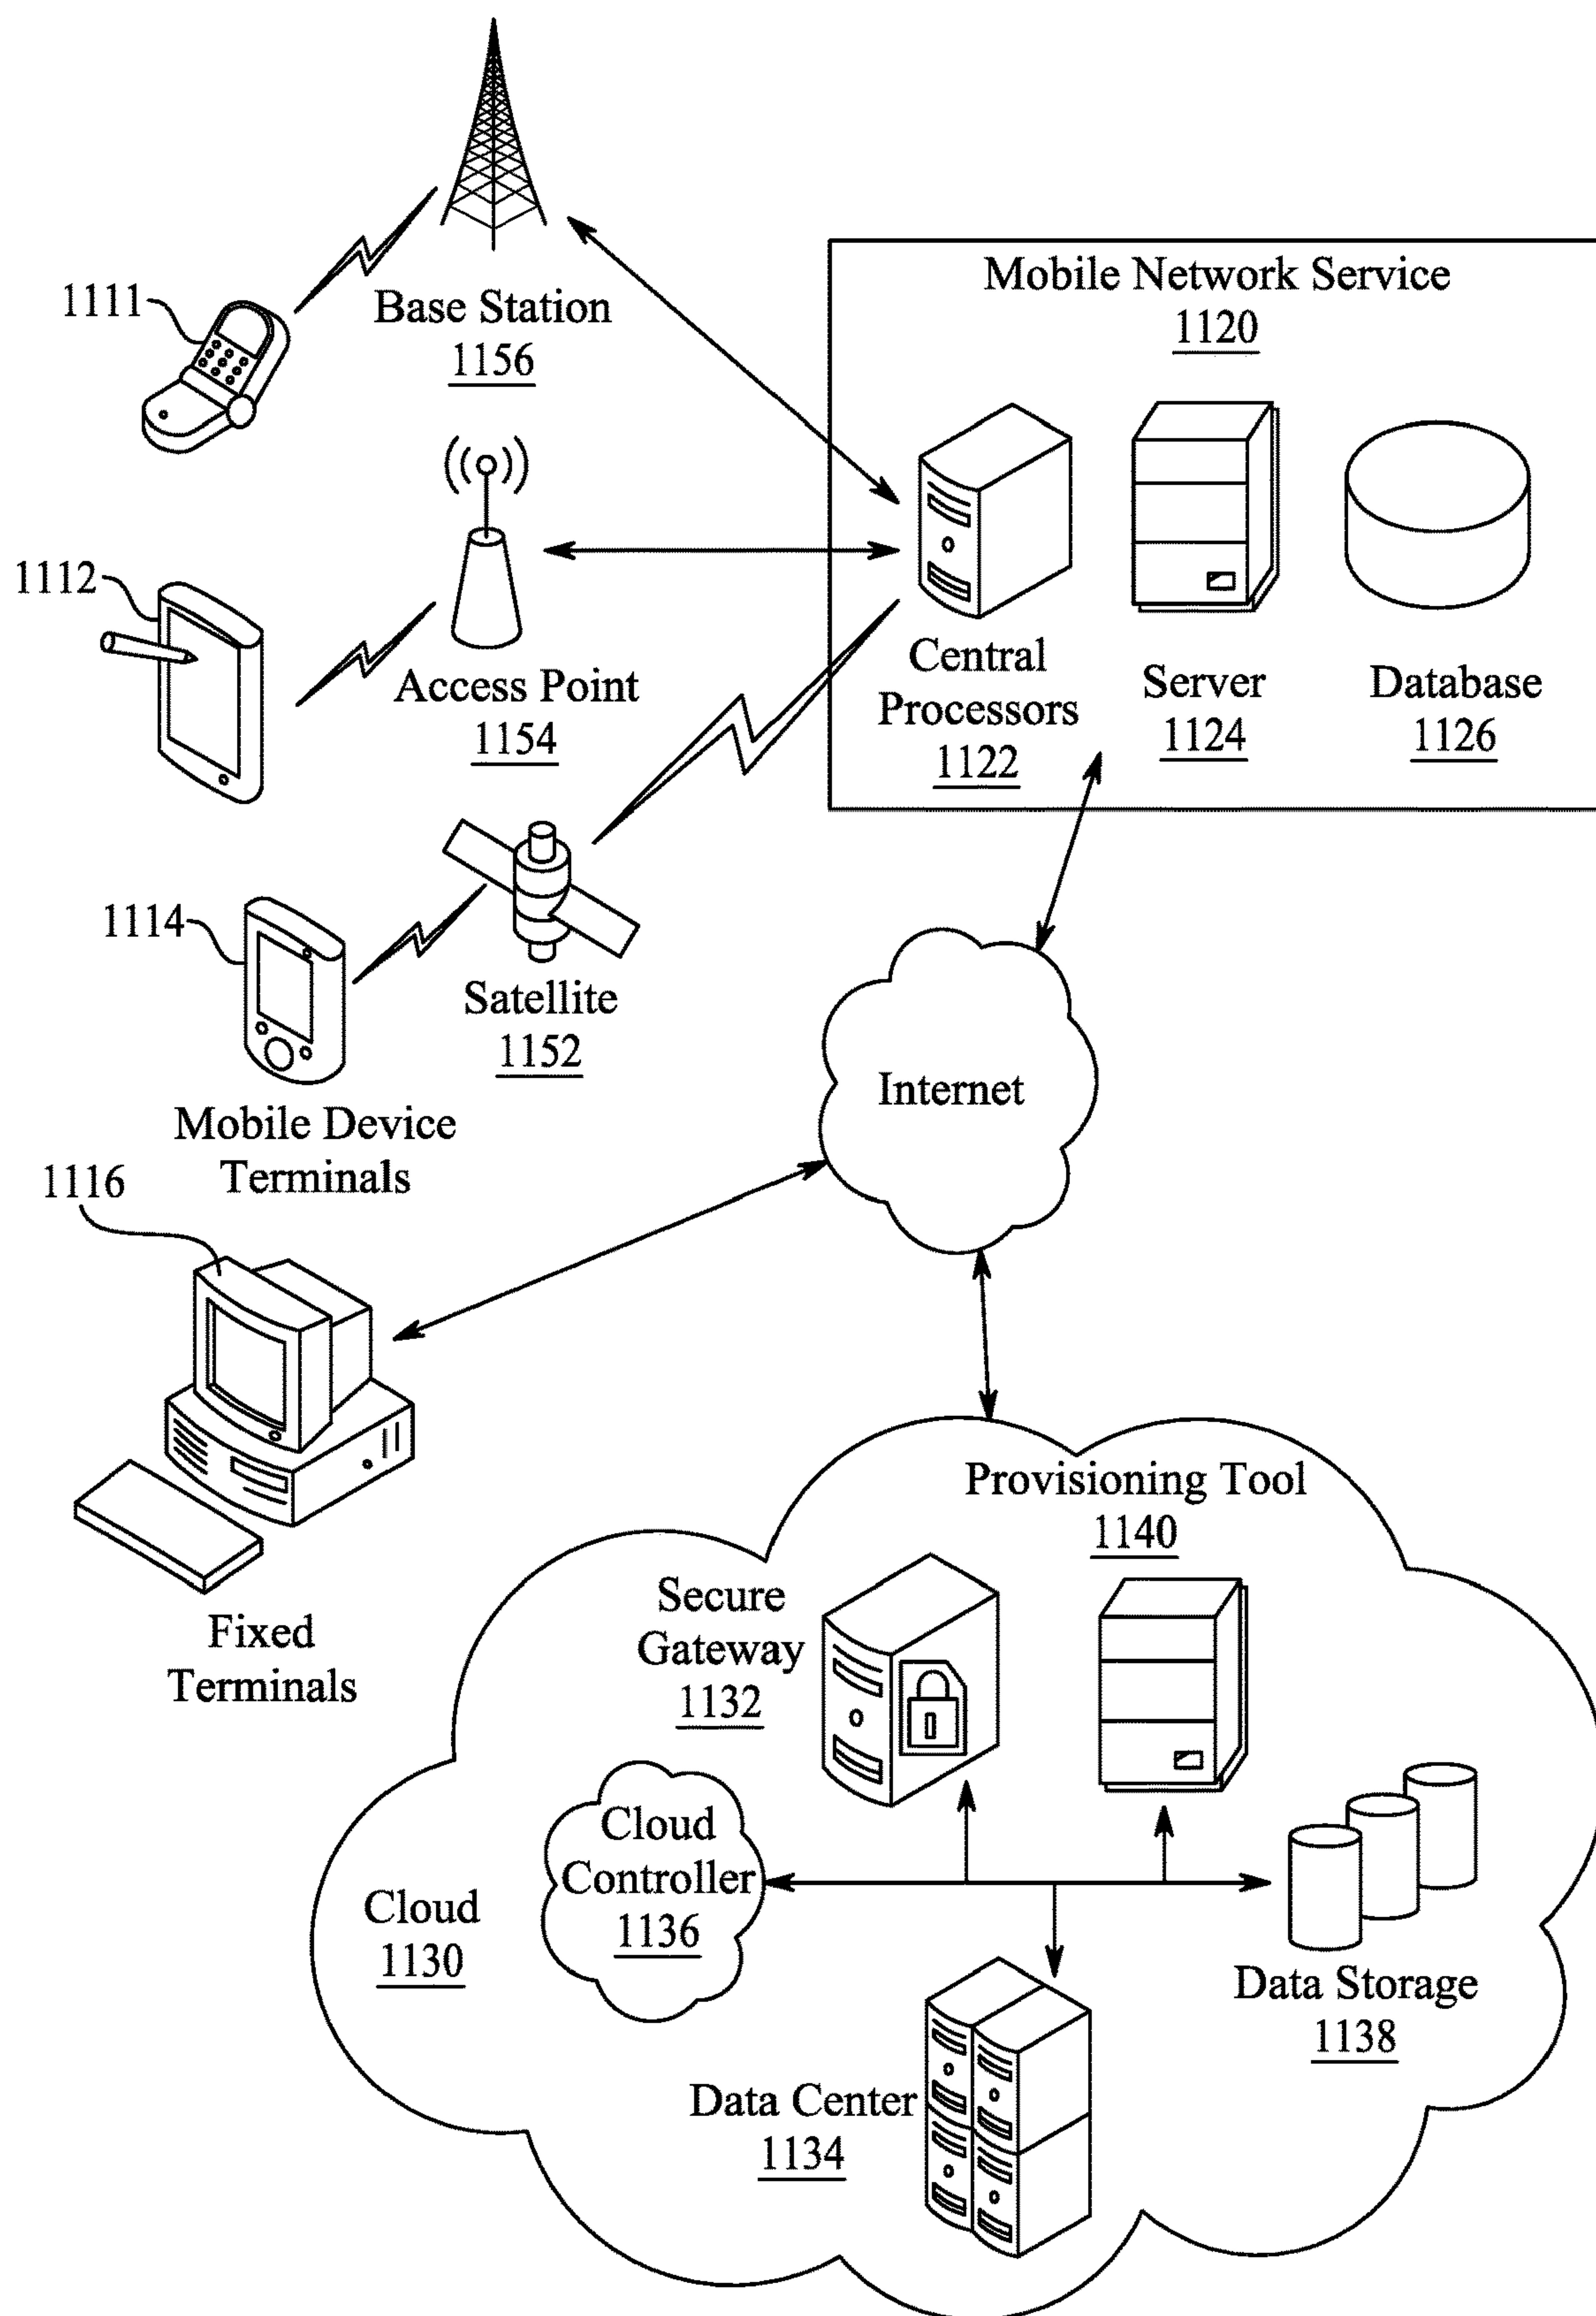 1111
Base Station
1156
Mobile Network Service
1120
1112
Access Point
1154
Central
Processors
1122
Server
1124
Database
1126
1114
Satellite
1152
Mobile Device
Terminals
Internet
1116
Fixed
Terminals
Provisioning Tool
1140
Secure
Gateway
1132
Cloud
Controller
1136
Cloud
1130
Data Storage
1138
Data Center
1134